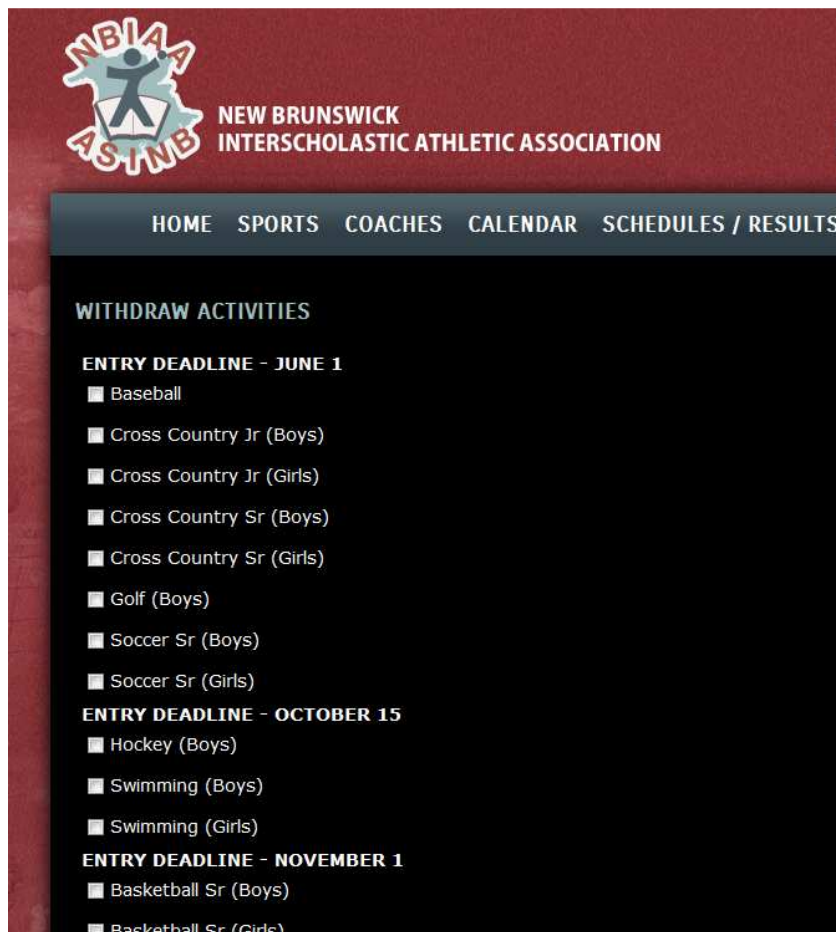 NBIAA
ASINB
NEW BRUNSWICK
INTERSCHOLASTIC ATHLETIC ASSOCIATION
HOME SPORTS COACHES CALENDAR SCHEDULES / RESULTS
WITHDRAW ACTIVITIES
ENTRY DEADLINE - JUNE 1
Baseball
Cross Country Jr (Boys)
Cross Country Jr (Girls)
Cross Country Sr (Boys)
Cross Country Sr (Girls)
Golf (Boys)
Soccer Sr (Boys)
Soccer Sr (Girls)
ENTRY DEADLINE - OCTOBER 15
Hockey (Boys)
Swimming (Boys)
Swimming (Girls)
ENTRY DEADLINE - NOVEMBER 1
Basketball Sr (Boys)
Basketball Sr (Girls)